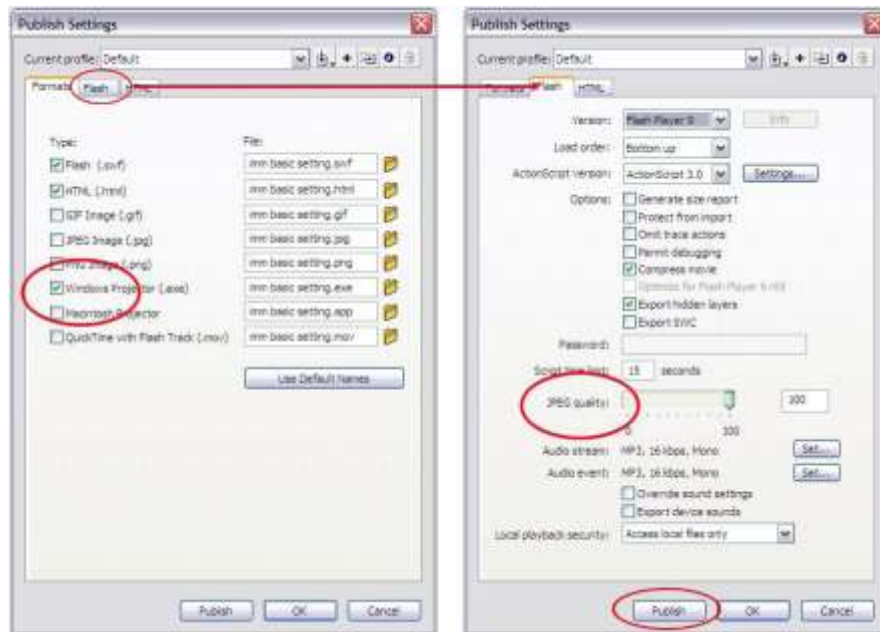 Publish Settings
Current profile: Default
Formats Flash HTML
Type: File:
Flash (.swf) mm basic setting.swf
HTML (.html) mm basic setting.html
GIF Image (.gif) mm basic setting.gif
JPEG Image (.jpg) mm basic setting.jpg
PNG Image (.png) mm basic setting.png
Windows Projector (.exe) mm basic setting.exe
Macintosh Projector mm basic setting.app
QuickTime with Flash Track (.mov) mm basic setting.mov
Use Default Names
Publish OK Cancel
Publish Settings
Current profile: Default
Formats Flash HTML
Version: Flash Player 9
Load order: Bottom up
ActionScript version: ActionScript 3.0 Settings...
Options: Generate size report
Protect from import
Omit trace actions
Permit debugging
Compress movie
Optimize for Flash Player 6 r65
Export hidden layers
Export SWC
Password:
Script time limit: 15 seconds
JPEG quality: 100
0 100
Audio stream: MP3, 16 kbps, Mono Set...
Audio event: MP3, 16 kbps, Mono Set...
Override sound settings
Export device sounds
Local playback security: Access local files only
Publish OK Cancel